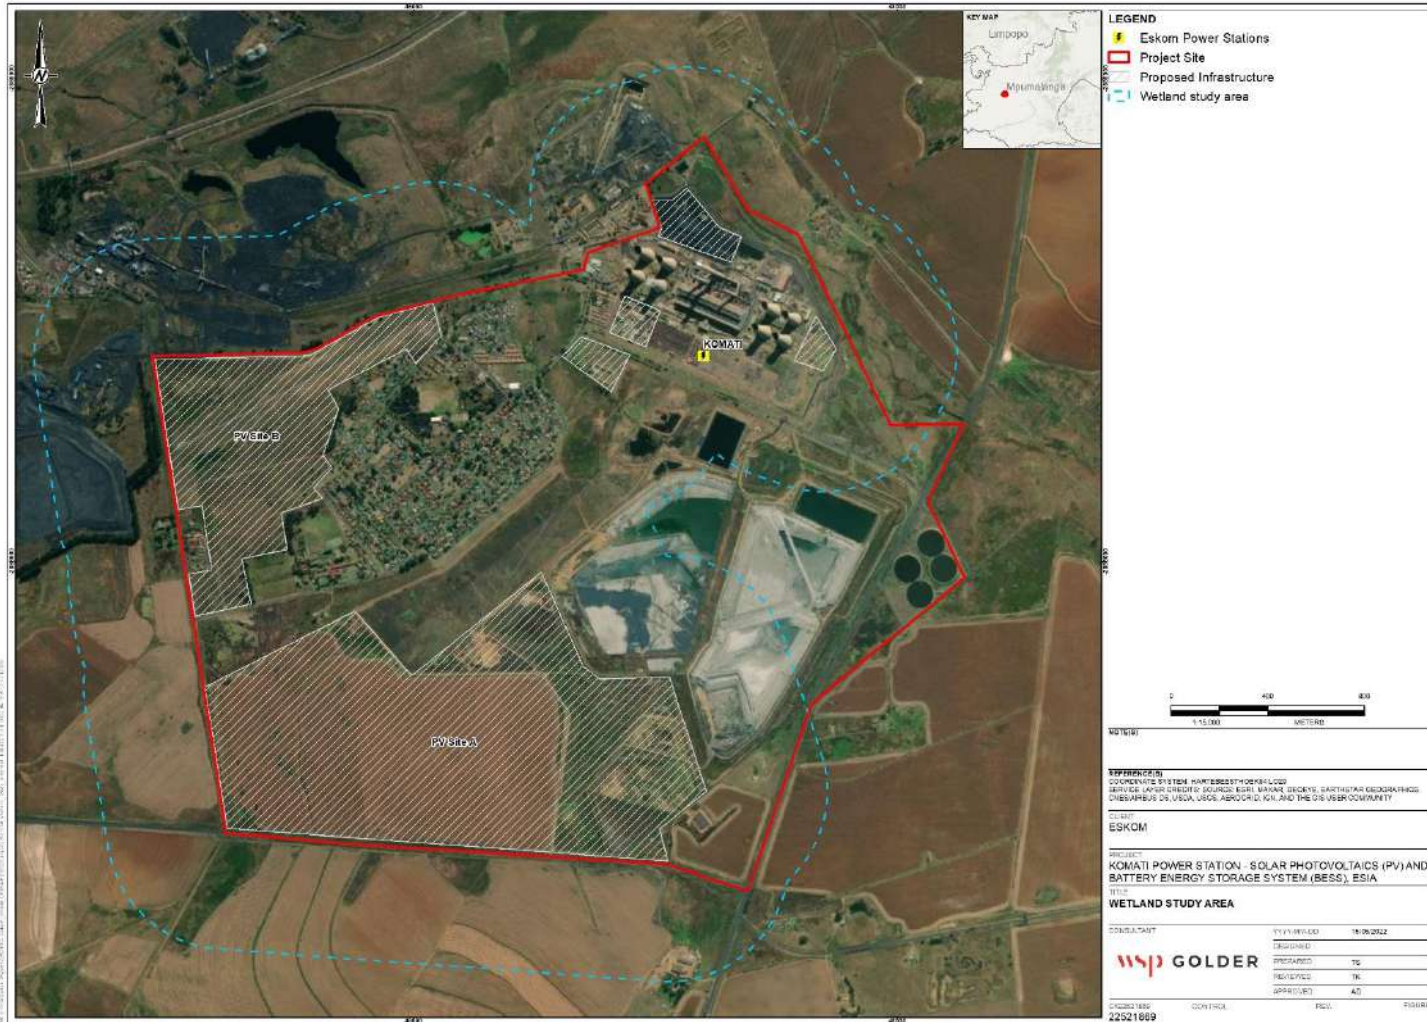 KEY MAP
Limpopo
Mpumalanga
KOMATI
PV Site B
PV Site A
LEGEND
Eskom Power Stations
Project Site
Proposed Infrastructure
Wetland study area
0 400 800
1:15,000 METERS
NOTE(S)
REFERENCE(S)
CLIENT
ESKOM
PROJECT
KOMATI POWER STATION - SOLAR PHOTOVOLTAICS (PV) AND
BATTERY ENERGY STORAGE SYSTEM (BESS), ESIA
TITLE
WETLAND STUDY AREA
CONSULTANT
wsp GOLDER
YYYY-MM-DD
DESIGNED
PREPARED
REVIEWED
APPROVED
CONTROL
REV.
FIGURE
22521869